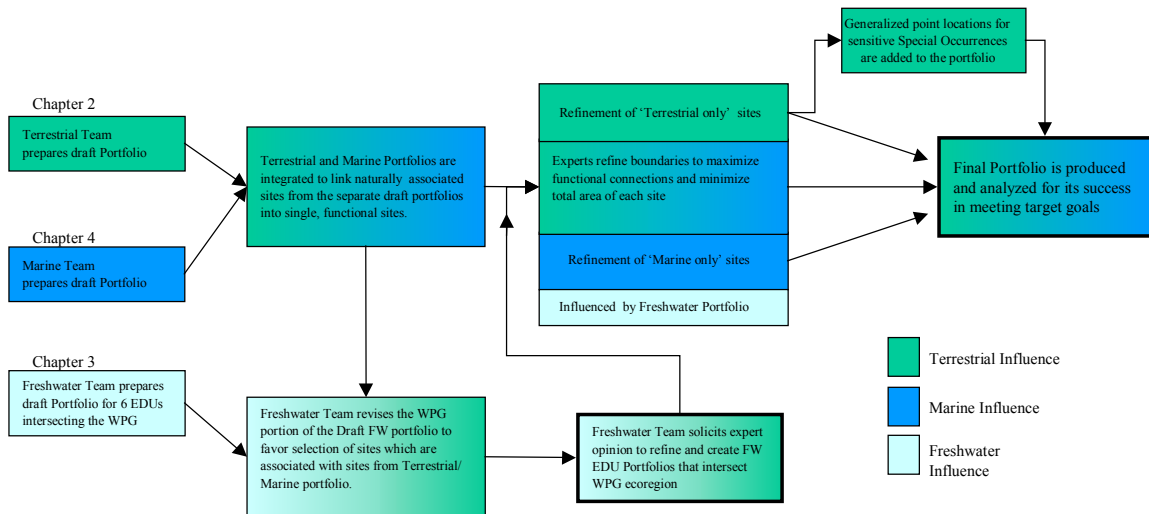 Chapter 2
Terrestrial Team
prepares draft Portfolio
Chapter 4
Marine Team
prepares draft Portfolio
Chapter 3
Freshwater Team prepares
draft Portfolio for 6 EDUs
intersecting the WPG
Terrestrial and Marine Portfolios are
integrated to link naturally associated
sites from the separate draft portfolios
into single, functional sites.
Freshwater Team revises the WPG
portion of the Draft FW portfolio to
favor selection of sites which are
associated with sites from Terrestrial/
Marine portfolio.
Freshwater Team solicits expert
opinion to refine and create FW
EDU Portfolios that intersect
WPG ecoregion
Refinement of ‘Terrestrial only’ sites
Experts refine boundaries to maximize
functional connections and minimize
total area of each site
Refinement of ‘Marine only’ sites
Influenced by Freshwater Portfolio
Generalized point locations for
sensitive Special Occurrences
are added to the portfolio
Final Portfolio is produced
and analyzed for its success
in meeting target goals
Terrestrial Influence
Marine Influence
Freshwater
Influence